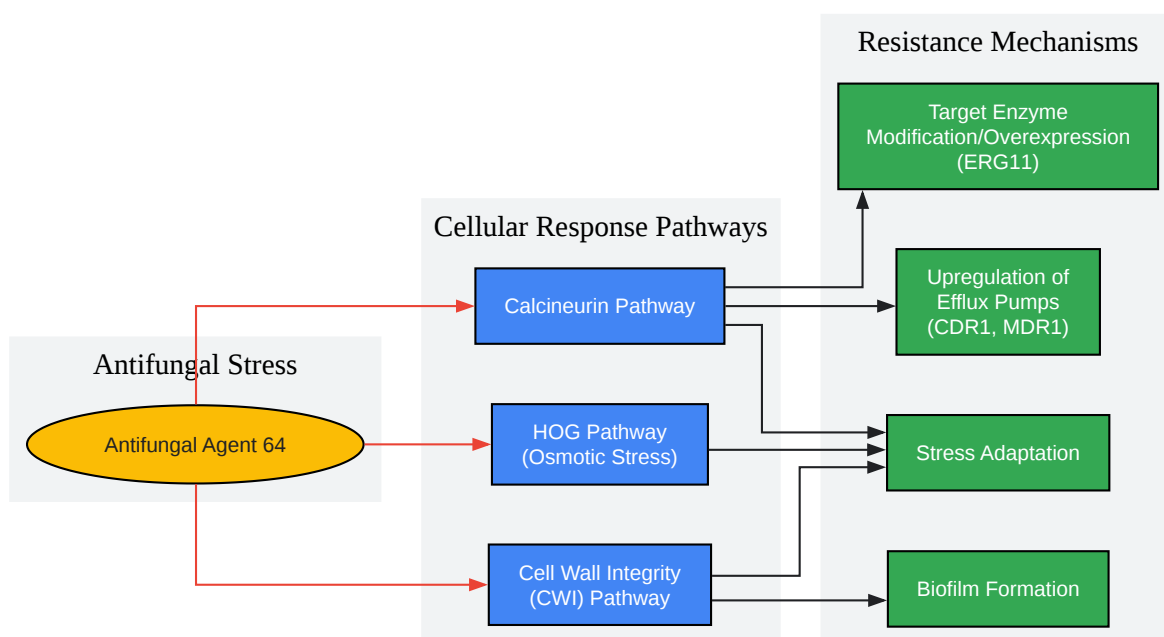 Antifungal Stress
Antifungal Agent 64
Cellular Response Pathways
Calcineurin Pathway
HOG Pathway
(Osmotic Stress)
Cell Wall Integrity
(CWI) Pathway
Resistance Mechanisms
Target Enzyme
Modification/Overexpression
(ERG11)
Upregulation of
Efflux Pumps
(CDR1, MDR1)
Stress Adaptation
Biofilm Formation